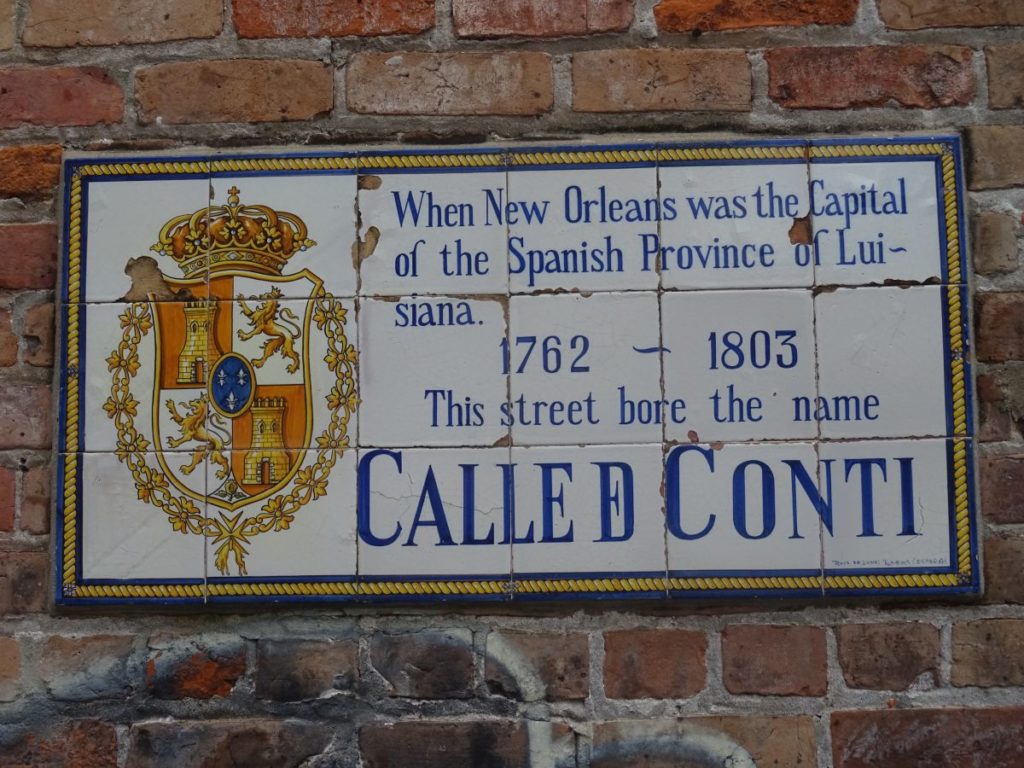 When New Orleans was the Capital
of the Spanish Province of Lui~
siana.
1762 ~ 1803
This street bore the name
CALLE D CONTI